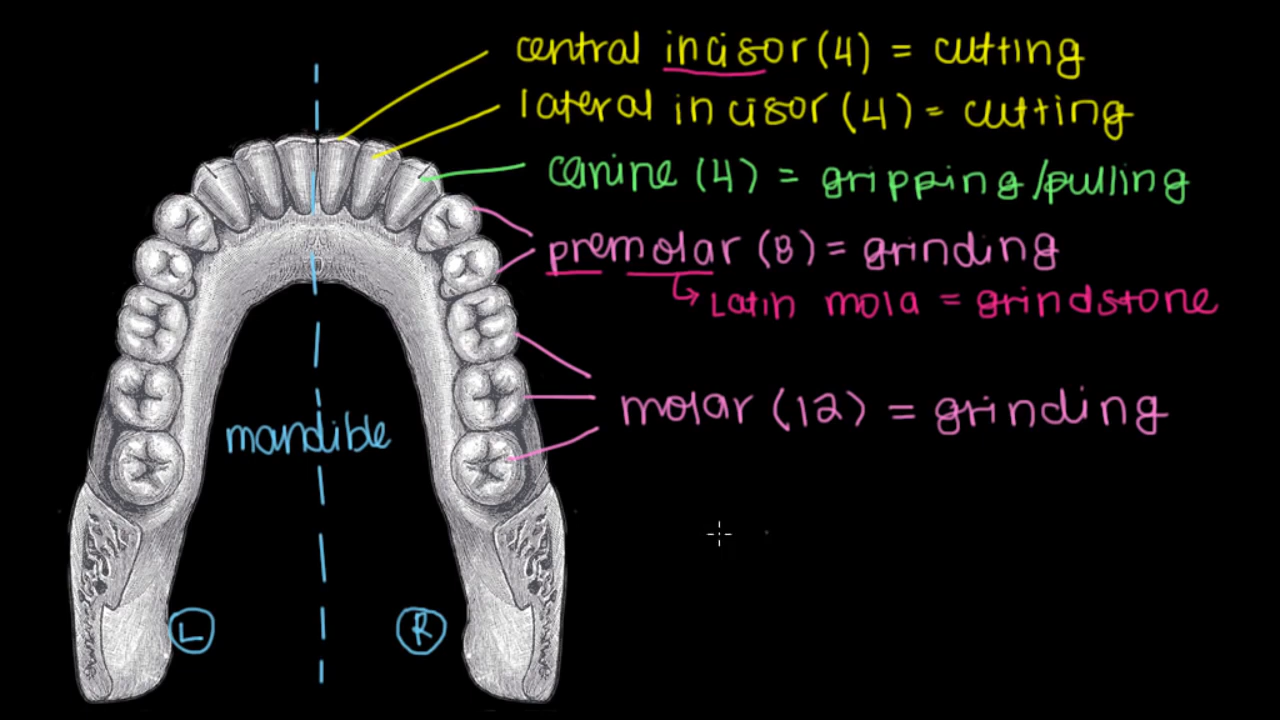 central incisor (4) = cutting
lateral incisor (4) = cutting
canine (4) = gripping/pulling
premolar (8) = grinding
Latin mola = grindstone
molar (12) = grinding
mandible
L
R